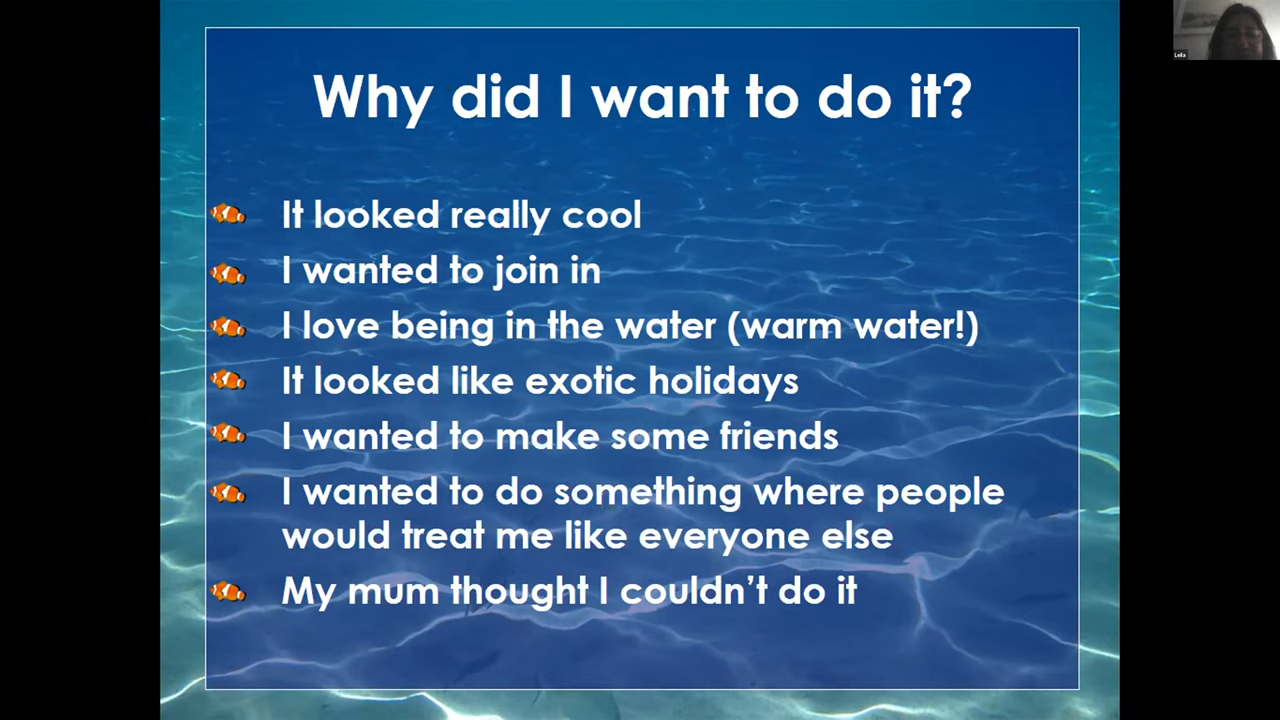 Why did I want to do it?
It looked really cool
I wanted to join in
I love being in the water (warm water!)
It looked like exotic holidays
I wanted to make some friends
I wanted to do something where people
would treat me like everyone else
My mum thought I couldn't do it
Leila